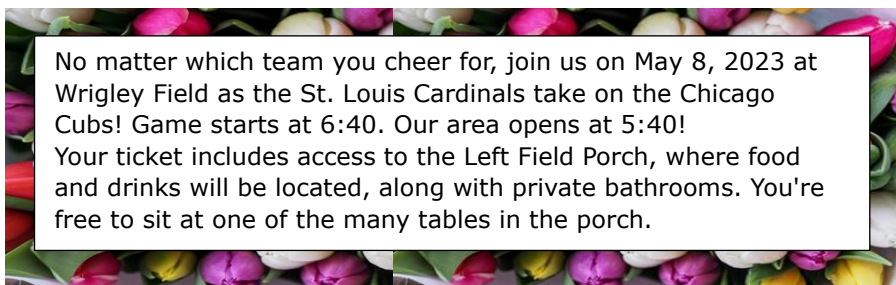 No matter which team you cheer for, join us on May 8, 2023 at
Wrigley Field as the St. Louis Cardinals take on the Chicago
Cubs! Game starts at 6:40. Our area opens at 5:40!
Your ticket includes access to the Left Field Porch, where food
and drinks will be located, along with private bathrooms. You're
free to sit at one of the many tables in the porch.